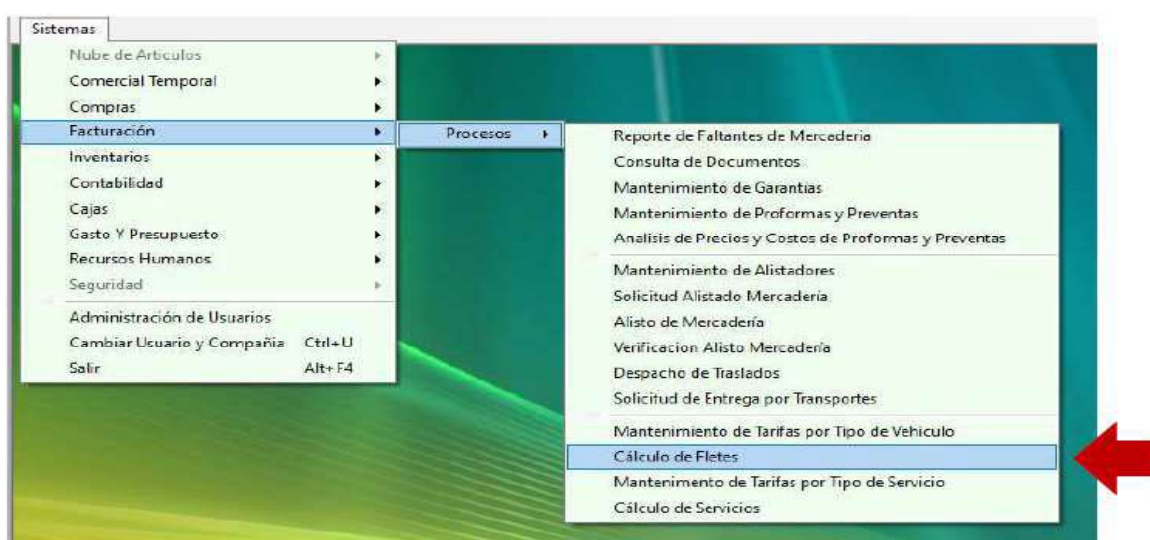 Sistemas
Nube de Articulos
Comercial Temporal
Compras
Facturación
Inventarios
Contabilidad
Cajas
Gasto Y Presupuesto
Recursos Humanos
Seguridad
Administración de Usuarios
Cambiar Usuario y Compañia Ctrl+U
Salir Alt+F4
Procesos
Reporte de Faltantes de Mercaderia
Consulta de Documentos
Mantenimiento de Garantias
Mantenimiento de Proformas y Preventas
Analisis de Precios y Costos de Proformas y Preventas
Mantenimiento de Alistadores
Solicitud Alistado Mercadería
Alisto de Mercadería
Verificacion Alisto Mercadería
Despacho de Traslados
Solicitud de Entrega por Transportes
Mantenimiento de Tarifas por Tipo de Vehiculo
Cálculo de Fletes
Mantenimento de Tarifas por Tipo de Servicio
Cálculo de Servicios